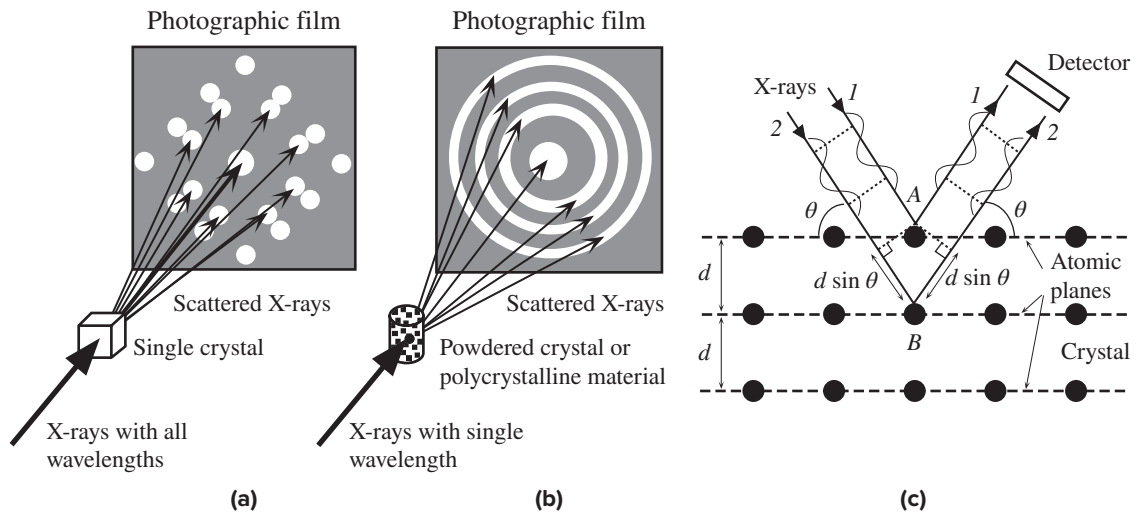 Photographic film
Scattered X-rays
Single crystal
X-rays with all
wavelengths
(a)
Photographic film
Scattered X-rays
Powdered crystal or
polycrystalline material
X-rays with single
wavelength
(b)
X-rays
1
2
1
2
Detector
A
θ
θ
d
d sin θ
d sin θ
Atomic
planes
B
d
Crystal
(c)